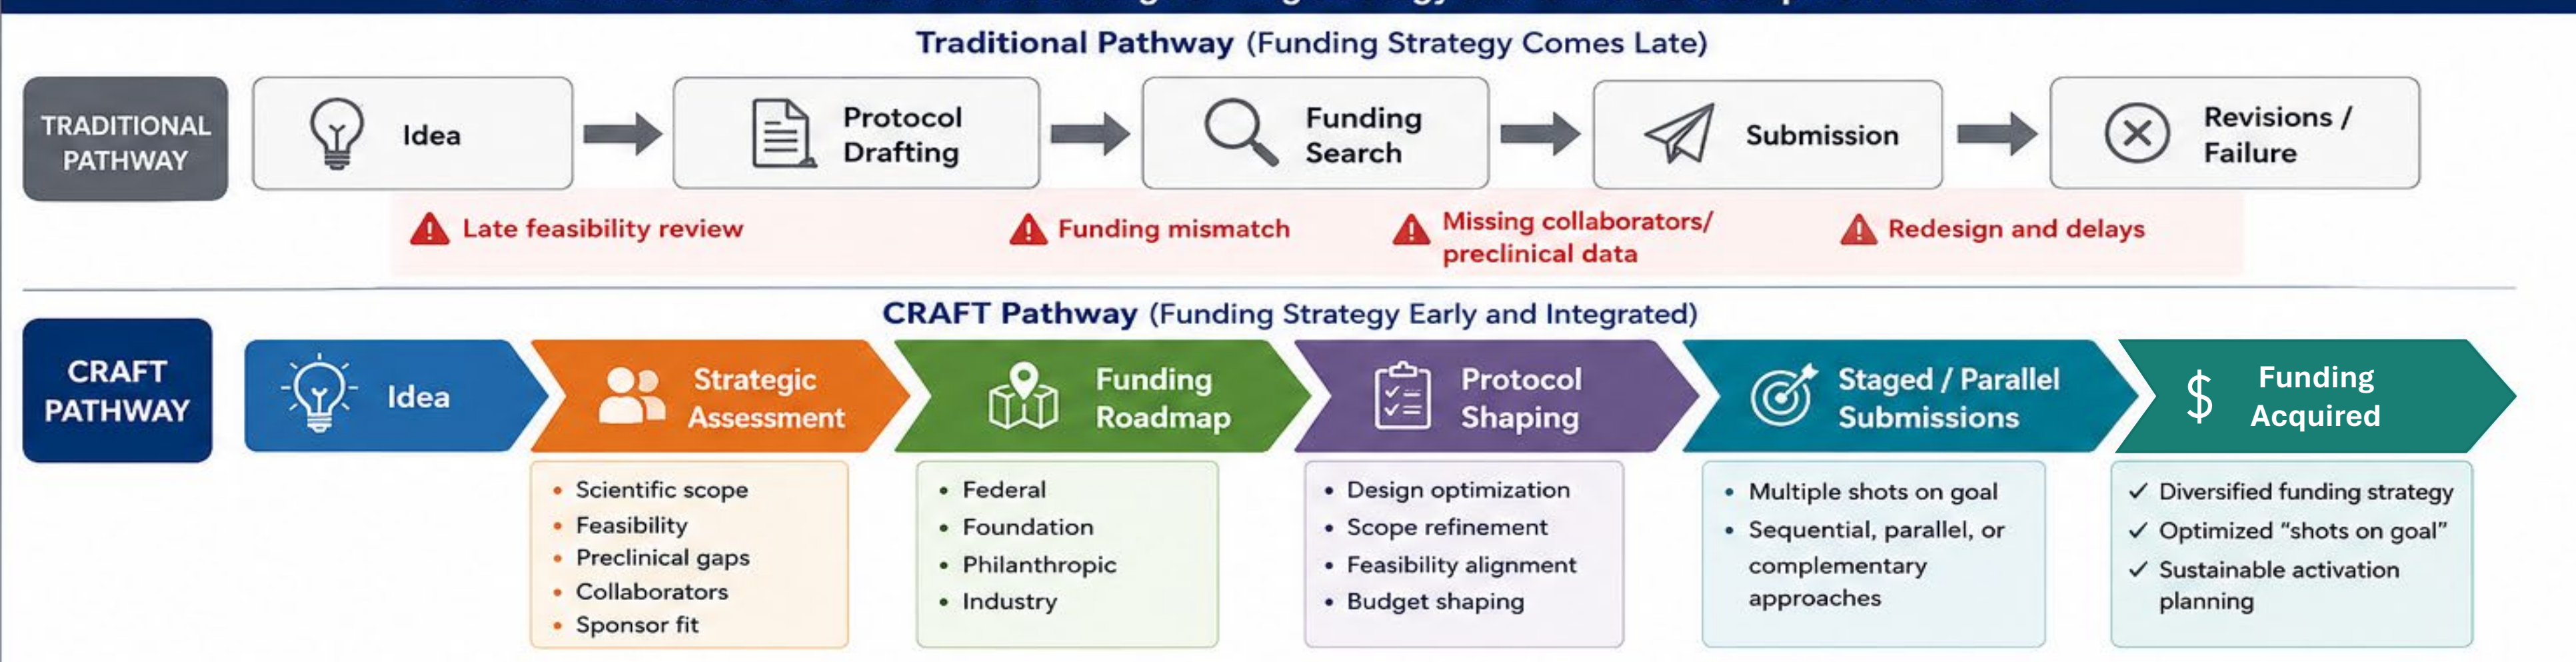 Traditional Pathway (Funding Strategy Comes Late)
TRADITIONAL
PATHWAY
Idea
Protocol
Drafting
Funding
Search
Submission
Revisions /
Failure
Late feasibility review
Funding mismatch
Missing collaborators/
preclinical data
Redesign and delays
CRAFT Pathway (Funding Strategy Early and Integrated)
CRAFT
PATHWAY
Idea
Strategic
Assessment
Funding
Roadmap
Protocol
Shaping
Staged / Parallel
Submissions
$
Funding
Acquired
• Scientific scope
• Feasibility
• Preclinical gaps
• Collaborators
• Sponsor fit
• Federal
• Foundation
• Philanthropic
• Industry
• Design optimization
• Scope refinement
• Feasibility alignment
• Budget shaping
• Multiple shots on goal
• Sequential, parallel, or
complementary
approaches
✓ Diversified funding strategy
✓ Optimized “shots on goal”
✓ Sustainable activation
planning